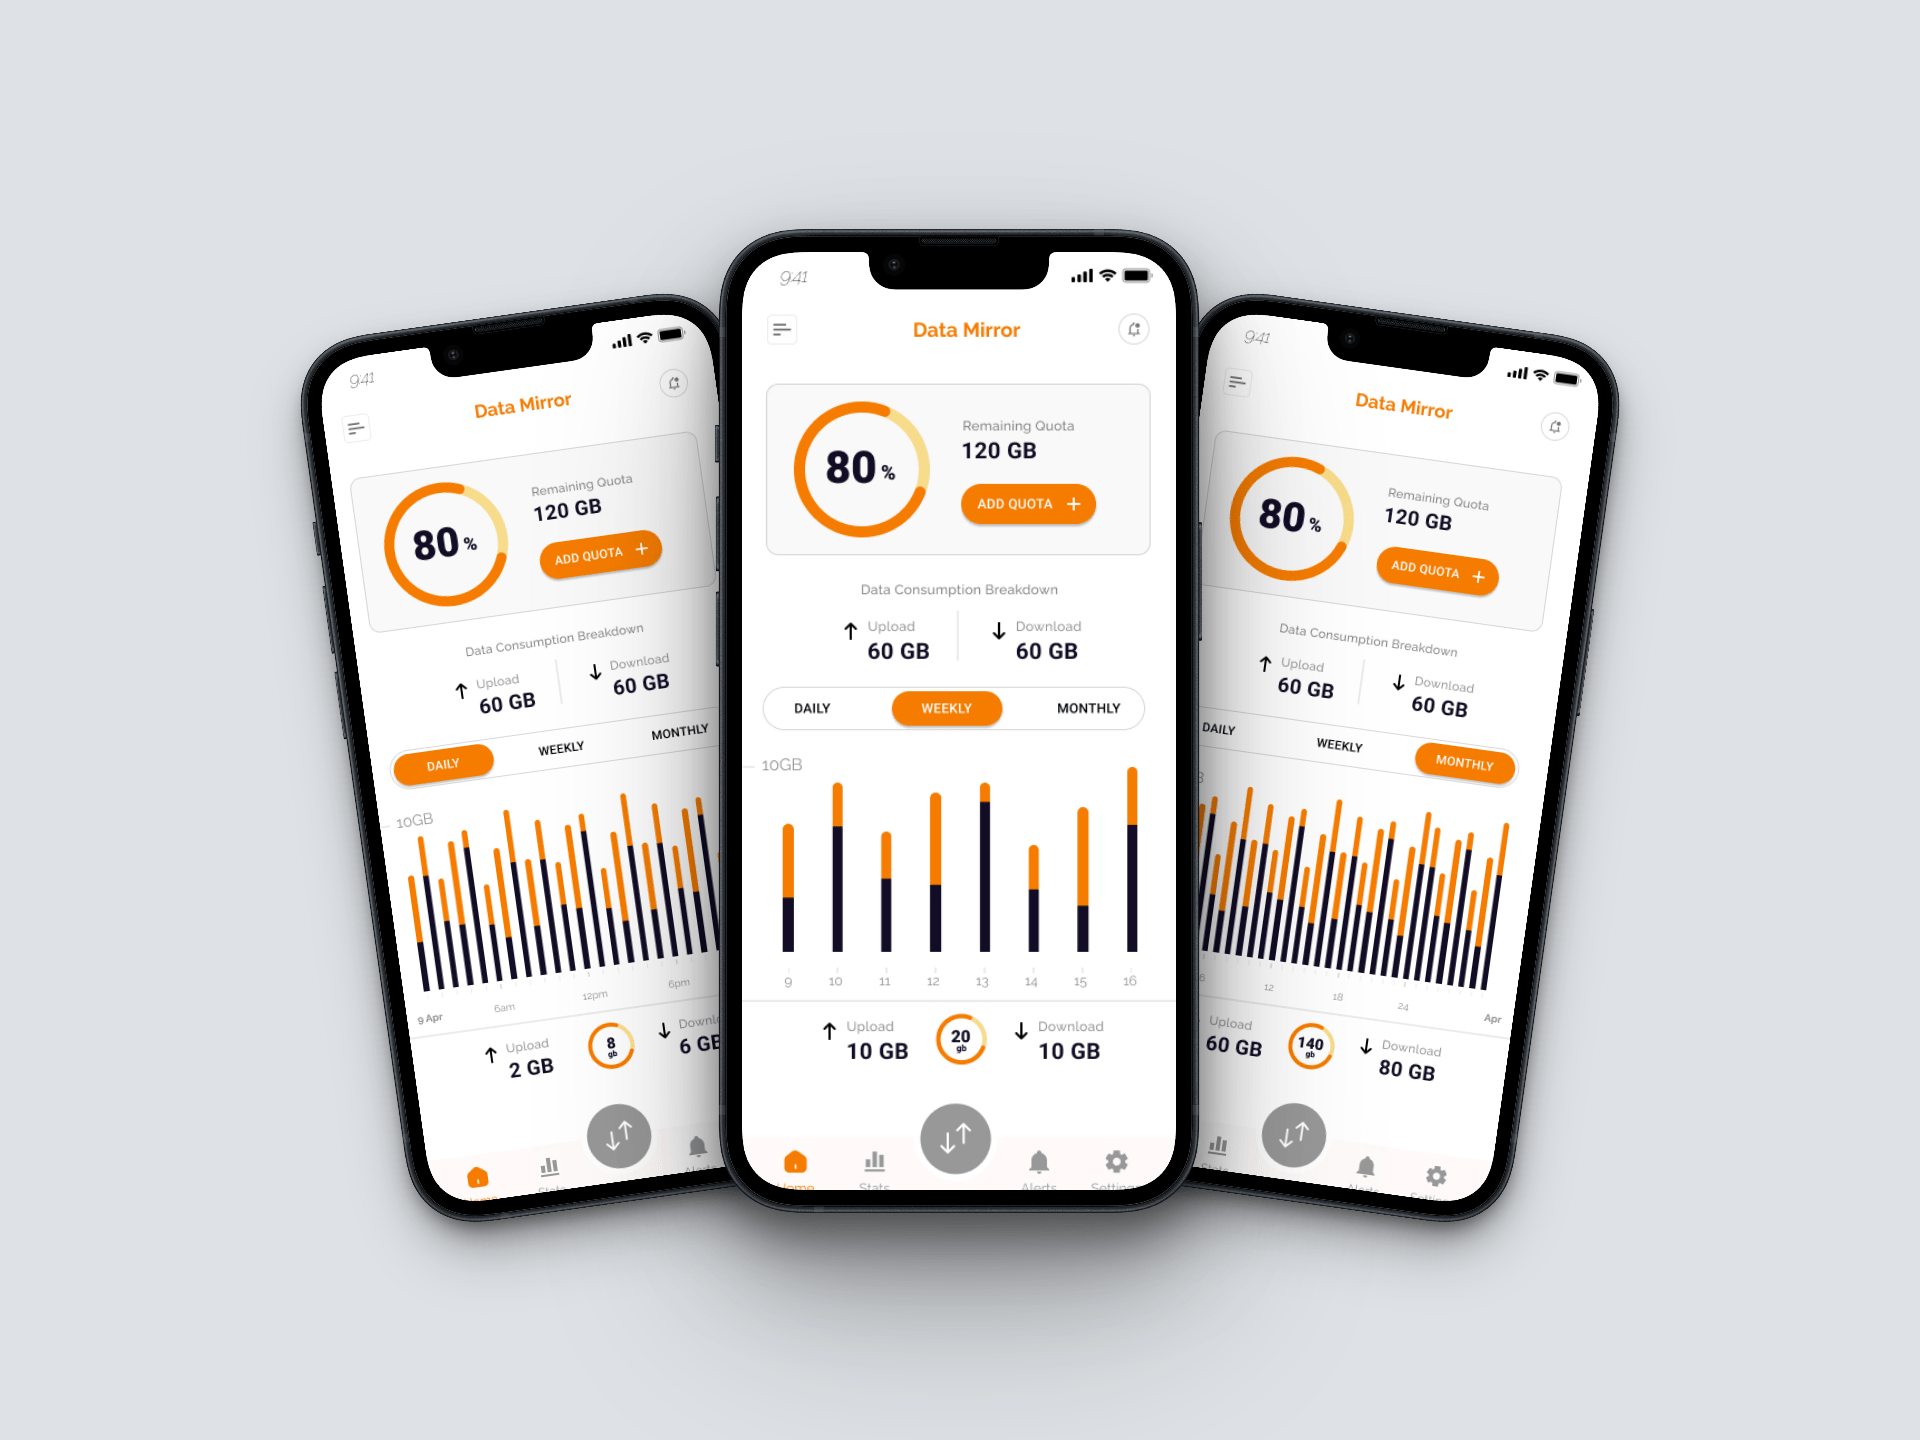 9:41
Data Mirror
80 %
Remaining Quota
120 GB
ADD QUOTA +
Data Consumption Breakdown
Upload
60 GB
Download
60 GB
DAILY
WEEKLY
MONTHLY
10GB
6am
12pm
6pm
9 Apr
Upload
2 GB
8
gb
6 GB
Home
9:41
Data Mirror
80 %
Remaining Quota
120 GB
ADD QUOTA +
Data Consumption Breakdown
Upload
60 GB
Download
60 GB
DAILY
WEEKLY
MONTHLY
10GB
9 10 11 12 13 14 15 16
Upload
10 GB
20
gb
Download
10 GB
Home
Stats
Alerts
Settings
9:41
Data Mirror
80 %
Remaining Quota
120 GB
ADD QUOTA +
Data Consumption Breakdown
Upload
60 GB
Download
60 GB
DAILY
WEEKLY
MONTHLY
6
12
18
24
Apr
Upload
60 GB
140
gb
Download
80 GB